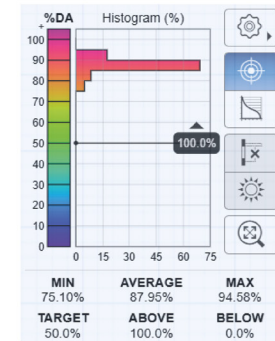 %DA Histogram (%)
+
100
90
80
70
60
50
100.0%
40
30
20
10
0
0 15 30 45 60 75
MIN AVERAGE MAX
75.10% 87.95% 94.58%
TARGET ABOVE BELOW
50.0% 100.0% 0.0%